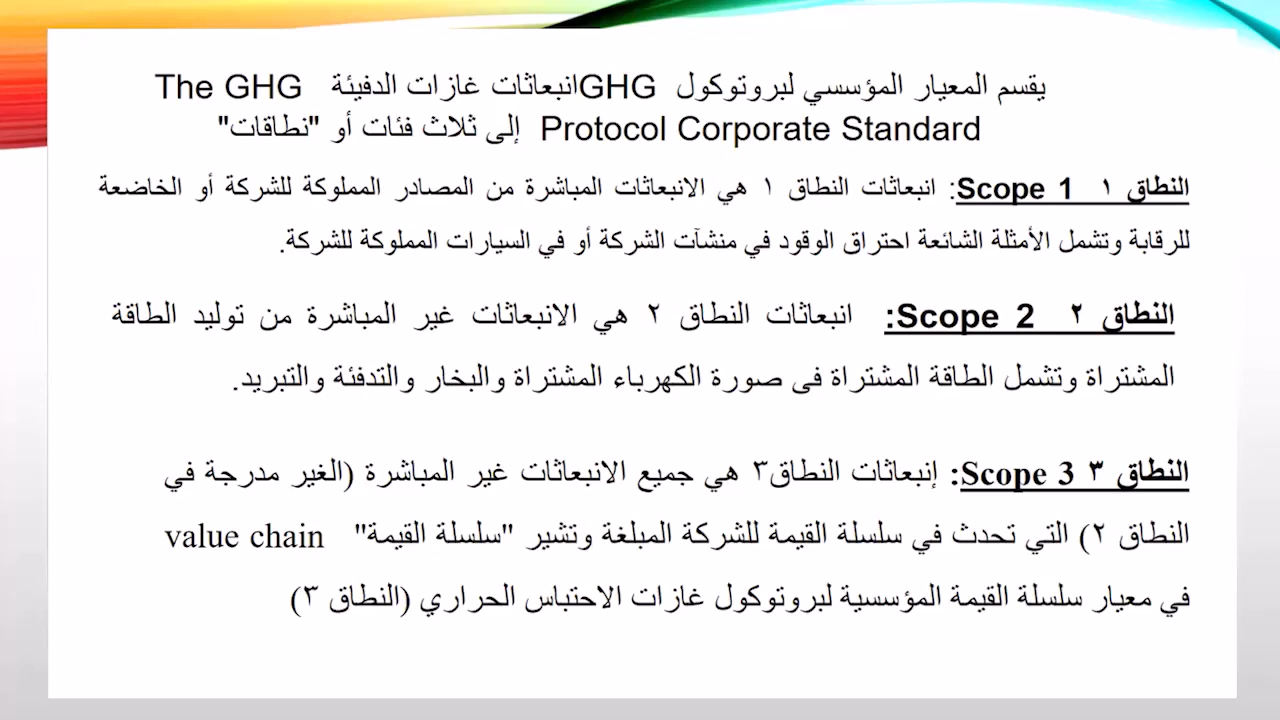 يقسم المعيار المؤسسي لبروتوكول GHG انبعاثات غازات الدفيئة The GHG
Protocol Corporate Standard إلى ثلاث فئات أو "نطاقات"
النطاق ١ Scope 1: انبعاثات النطاق ١ هي الانبعاثات المباشرة من المصادر المملوكة للشركة أو الخاضعة
للرقابة وتشمل الأمثلة الشائعة احتراق الوقود في منشآت الشركة أو في السيارات المملوكة للشركة.
النطاق ٢ Scope 2: انبعاثات النطاق ٢ هي الانبعاثات غير المباشرة من توليد الطاقة
المشتراة وتشمل الطاقة المشتراة فى صورة الكهرباء المشتراة والبخار والتدفئة والتبريد.
النطاق ٣ Scope 3: إنبعاثات النطاق٣ هي جميع الانبعاثات غير المباشرة (الغير مدرجة في
النطاق ٢) التي تحدث في سلسلة القيمة للشركة المبلغة وتشير "سلسلة القيمة" value chain
في معيار سلسلة القيمة المؤسسية لبروتوكول غازات الاحتباس الحراري (النطاق ٣)